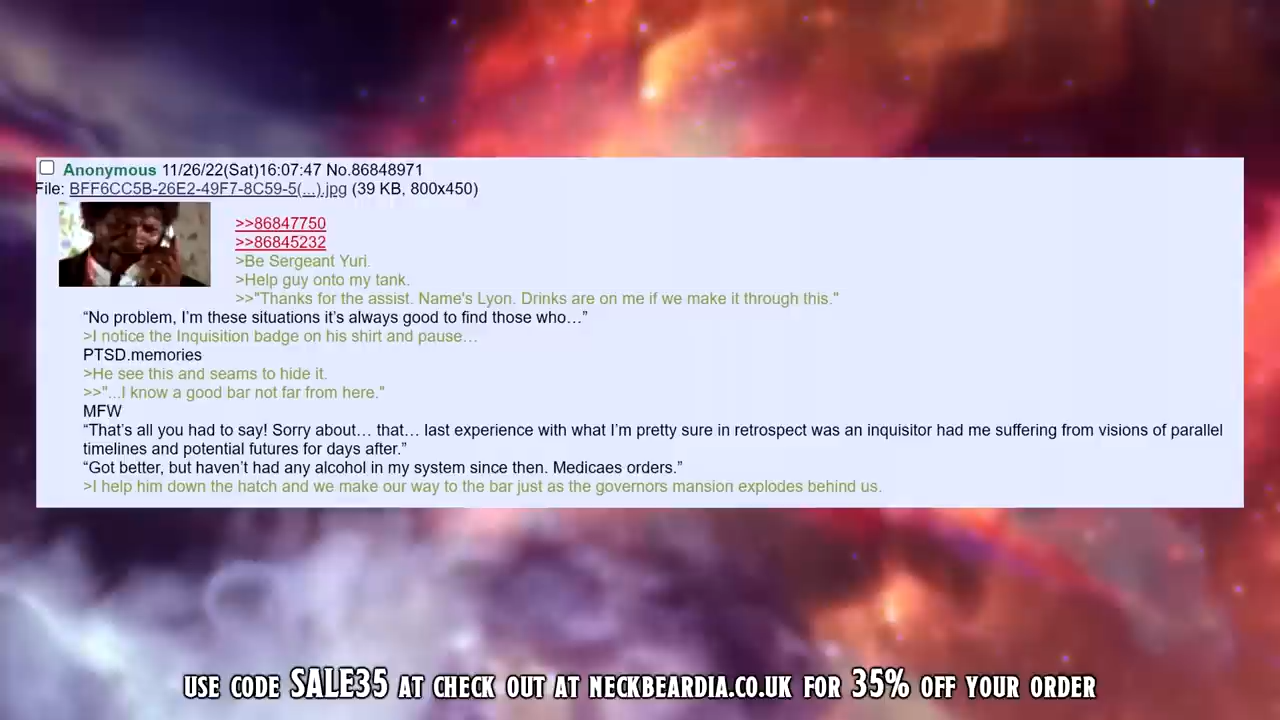 Anonymous 11/26/22(Sat)16:07:47 No.86848971
File: BFF6CC5B-26E2-49F7-8C59-5(...).jpg (39 KB, 800x450)
>>86847750
>>86845232
>Be Sergeant Yuri.
>Help guy onto my tank.
>>"Thanks for the assist. Name's Lyon. Drinks are on me if we make it through this."
“No problem, I’m these situations it’s always good to find those who…”
>I notice the Inquisition badge on his shirt and pause…
PTSD.memories
>He see this and seams to hide it.
>>"...I know a good bar not far from here."
MFW
“That’s all you had to say! Sorry about… that… last experience with what I’m pretty sure in retrospect was an inquisitor had me suffering from visions of parallel
timelines and potential futures for days after.”
“Got better, but haven’t had any alcohol in my system since then. Medicaes orders.”
>I help him down the hatch and we make our way to the bar just as the governors mansion explodes behind us.
USE CODE SALE35 AT CHECK OUT AT NECKBEARDIA.CO.UK FOR 35% OFF YOUR ORDER